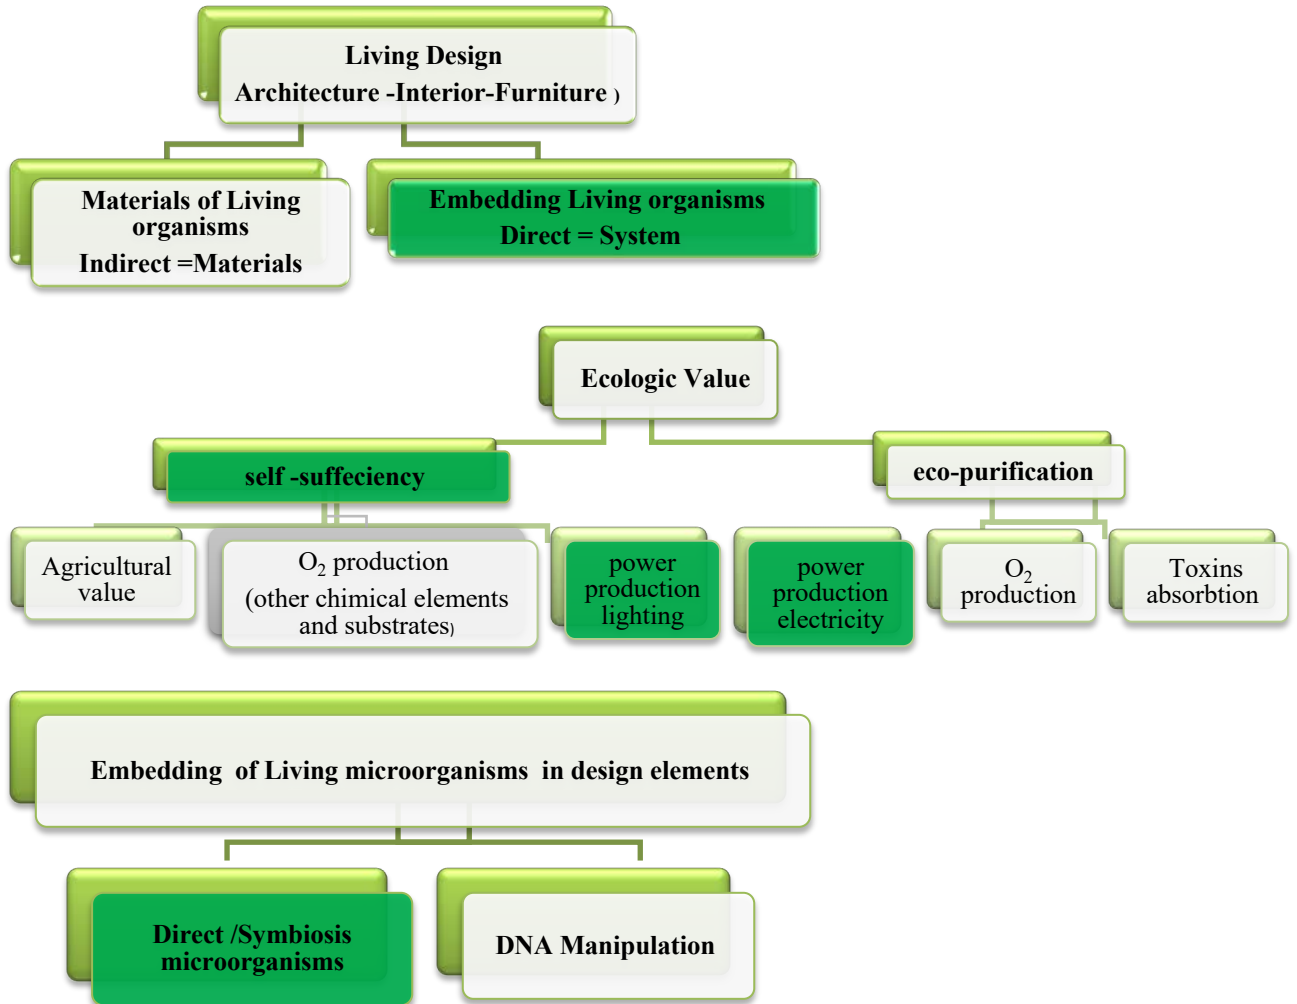 Living Design
Architecture -Interior-Furniture )
Materials of Living
organisms
Indirect =Materials
Embedding Living organisms
Direct = System
Ecologic Value
self -suffeciency
eco-purification
Agricultural
value
O₂ production
(other chimical elements
and substrates)
power
production
lighting
power
production
electricity
O₂
production
Toxins
absorbtion
Embedding of Living microorganisms in design elements
Direct /Symbiosis
microorganisms
DNA Manipulation